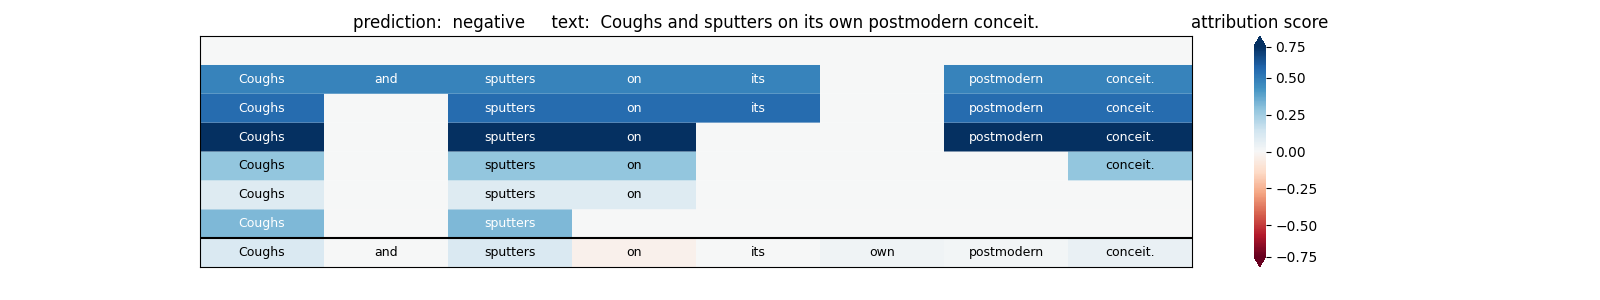 prediction:  negative     text:  Coughs and sputters on its own postmodern conceit.     attribution score
Coughs and sputters on its postmodern conceit.
Coughs sputters on its postmodern conceit.
Coughs sputters on postmodern conceit.
Coughs sputters on conceit.
Coughs sputters on
Coughs sputters
Coughs and sputters on its own postmodern conceit.
0.75
0.50
0.25
0.00
−0.25
−0.50
−0.75